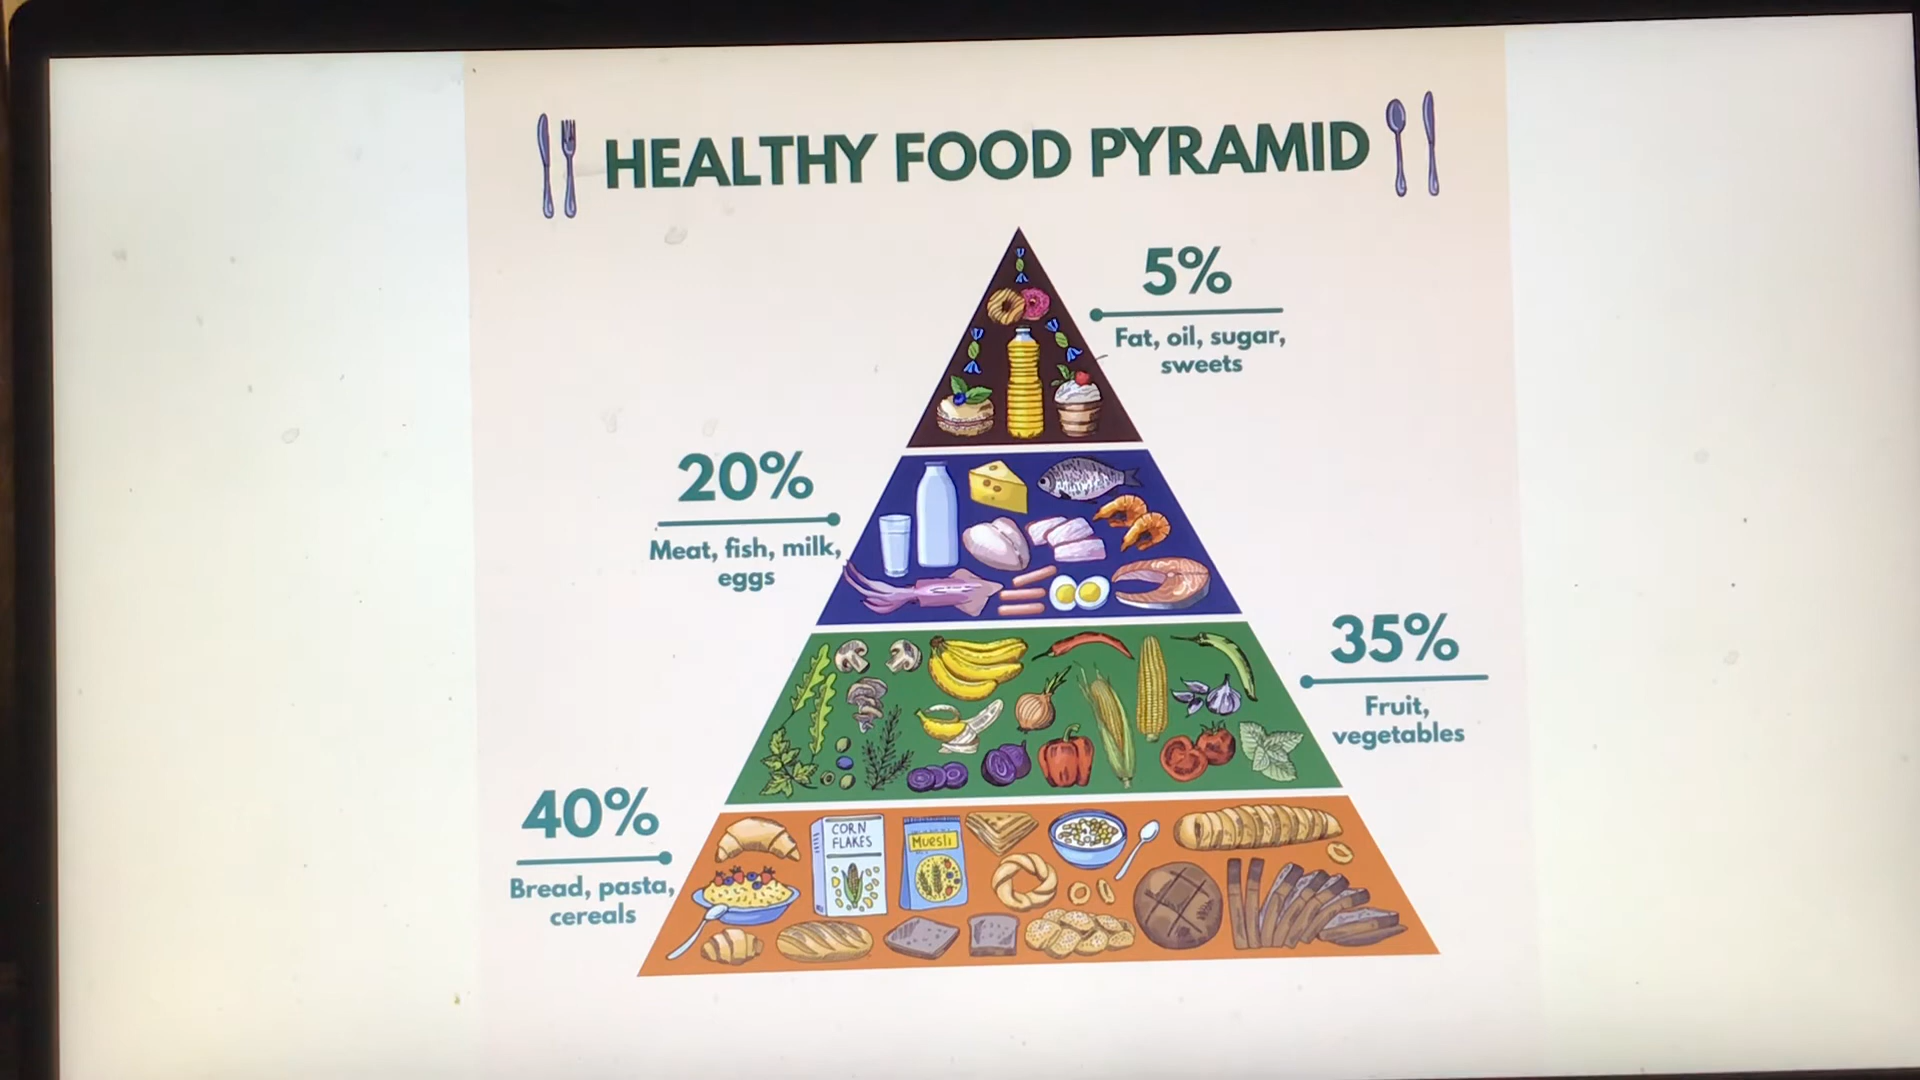 HEALTHY FOOD PYRAMID
5%
Fat, oil, sugar,
sweets
20%
Meat, fish, milk,
eggs
35%
Fruit,
vegetables
40%
Bread, pasta,
cereals
CORN
FLAKES
Muesli